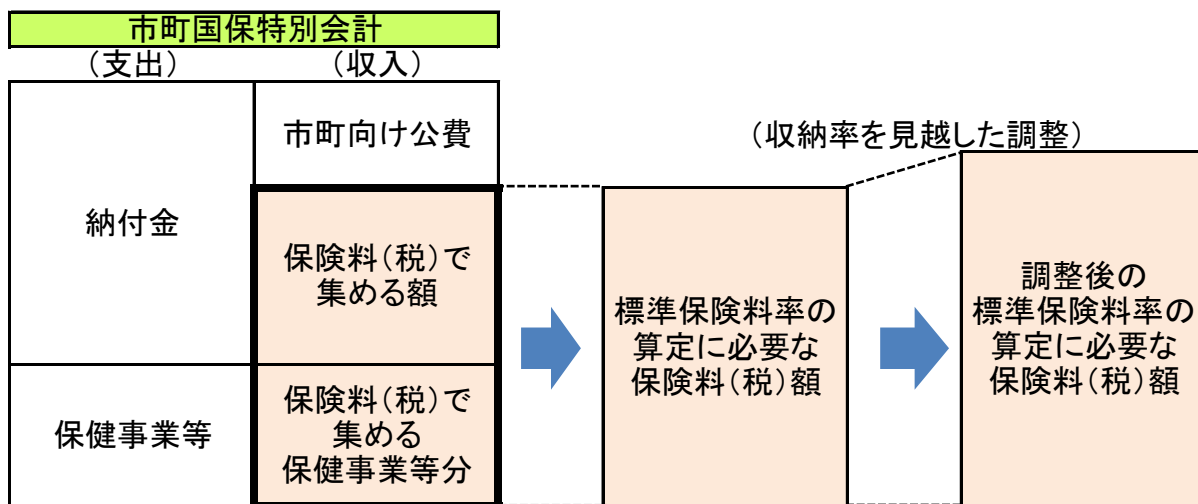 市町国保特別会計
（支出）
（収入）
市町向け公費
（収納率を見越した調整）
納付金
保険料（税）で
集める額
標準保険料率の
算定に必要な
保険料（税）額
調整後の
標準保険料率の
算定に必要な
保険料（税）額
保健事業等
保険料（税）で
集める
保健事業等分